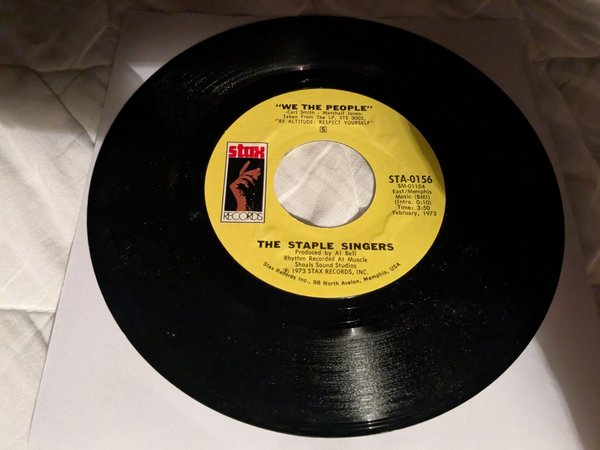 "WE THE PEOPLE"
-Carl Smith - Marshall Jones-
Taken From The LP, STS 3002,
"BE ALTITUDE: RESPECT YOURSELF"
S
stax
RECORDS
STA-0156
SM-01154
East/Memphis
Music (BMI)
(Intro. 0:10)
Time: 3:50
February, 1973
THE STAPLE SINGERS
Produced by Al Bell
Rhythm Recorded At Muscle
Shoals Sound Studios
℗ 1973 STAX RECORDS, INC.
Stax Records, Inc., 98 North Avalon, Memphis, USA